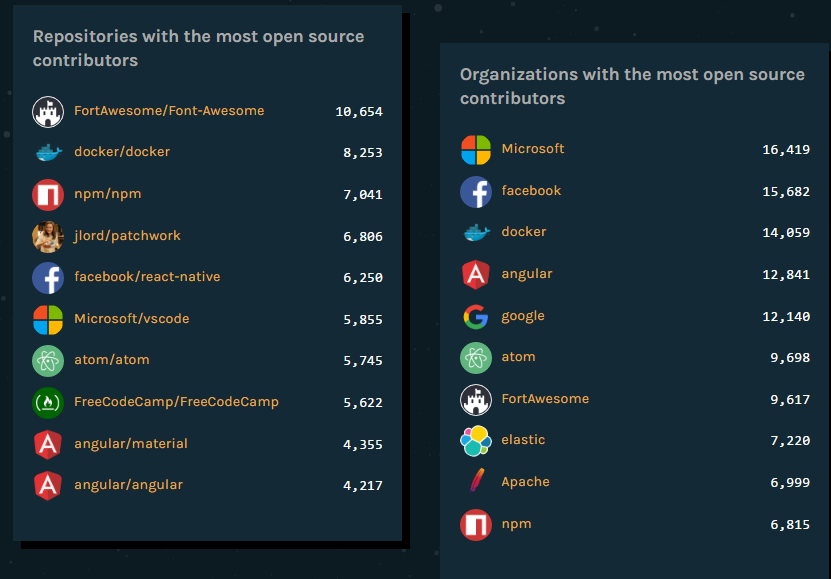 Repositories with the most open source
contributors
FortAwesome/Font-Awesome 10,654
docker/docker 8,253
npm/npm 7,041
jlord/patchwork 6,806
facebook/react-native 6,250
Microsoft/vscode 5,855
atom/atom 5,745
FreeCodeCamp/FreeCodeCamp 5,622
angular/material 4,355
angular/angular 4,217
Organizations with the most open source
contributors
Microsoft 16,419
facebook 15,682
docker 14,059
angular 12,841
google 12,140
atom 9,698
FortAwesome 9,617
elastic 7,220
Apache 6,999
npm 6,815